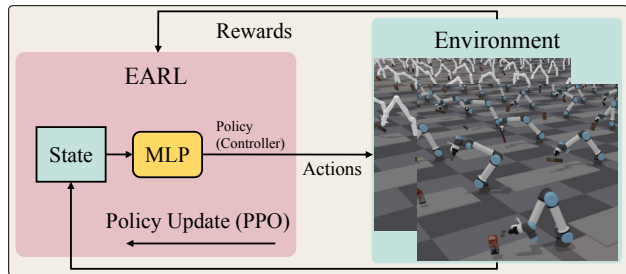 Rewards
Environment
EARL
State
MLP
Policy
(Controller)
Actions
Policy Update (PPO)